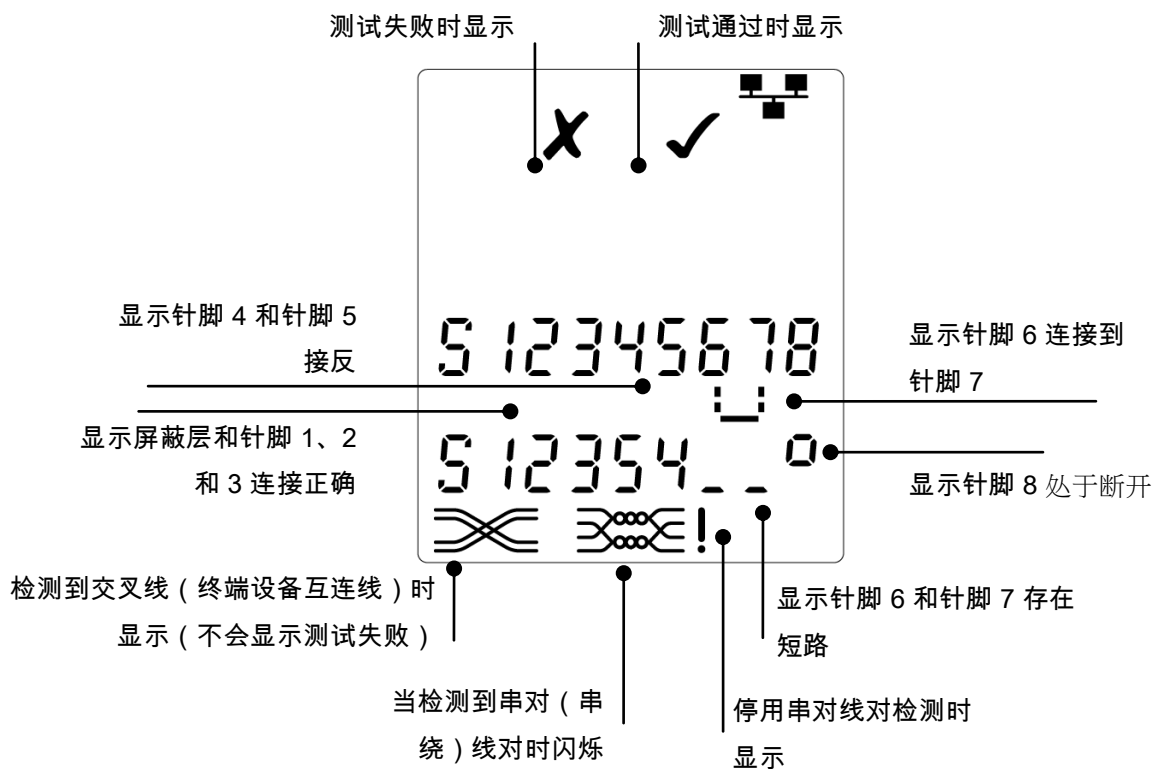 测试失败时显示
测试通过时显示
显示针脚 4 和针脚 5
接反
S12345678
显示针脚 6 连接到
针脚 7
显示屏蔽层和针脚 1、2
和 3 连接正确
S12354_ _ o
显示针脚 8 处于断开
!
检测到交叉线（终端设备互连线）时
显示（不会显示测试失败）
显示针脚 6 和针脚 7 存在
短路
当检测到串对（串
绕）线对时闪烁
停用串对线对检测时
显示